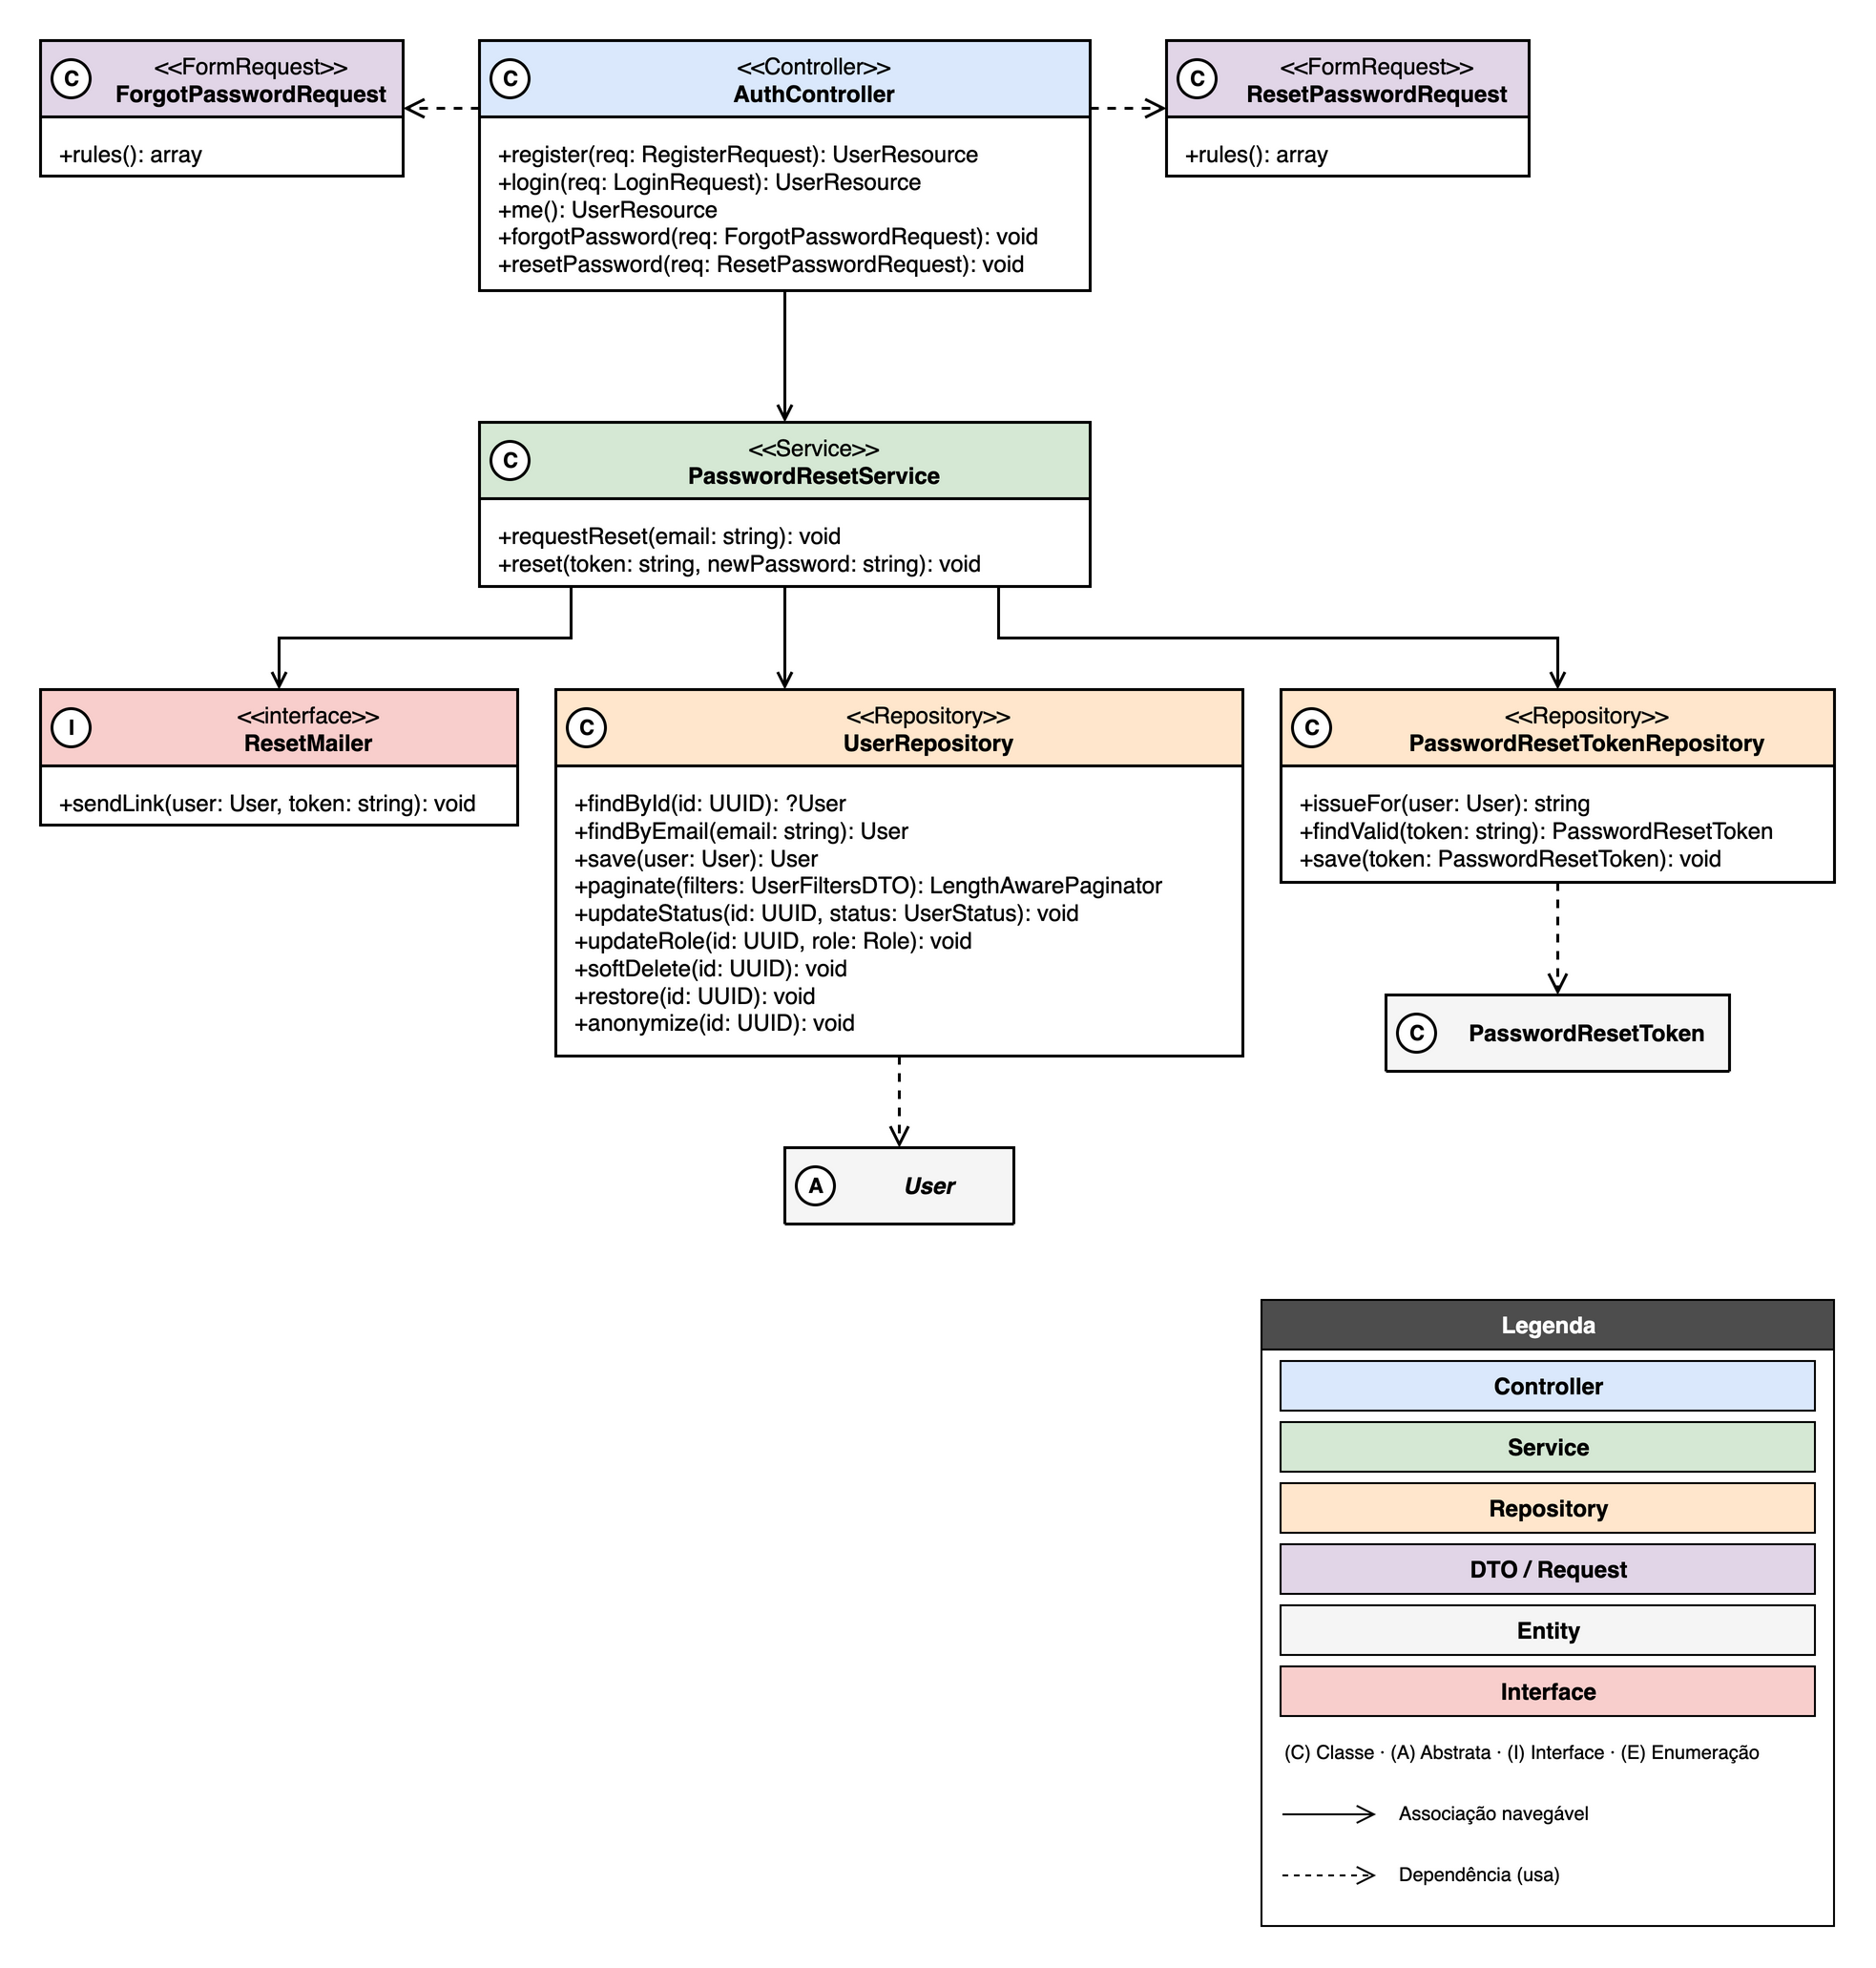 C
<<FormRequest>>
ForgotPasswordRequest
+rules(): array
C
<<Controller>>
AuthController
+register(req: RegisterRequest): UserResource
+login(req: LoginRequest): UserResource
+me(): UserResource
+forgotPassword(req: ForgotPasswordRequest): void
+resetPassword(req: ResetPasswordRequest): void
C
<<FormRequest>>
ResetPasswordRequest
+rules(): array
C
<<Service>>
PasswordResetService
+requestReset(email: string): void
+reset(token: string, newPassword: string): void
I
<<interface>>
ResetMailer
+sendLink(user: User, token: string): void
C
<<Repository>>
UserRepository
+findById(id: UUID): ?User
+findByEmail(email: string): User
+save(user: User): User
+paginate(filters: UserFiltersDTO): LengthAwarePaginator
+updateStatus(id: UUID, status: UserStatus): void
+updateRole(id: UUID, role: Role): void
+softDelete(id: UUID): void
+restore(id: UUID): void
+anonymize(id: UUID): void
C
<<Repository>>
PasswordResetTokenRepository
+issueFor(user: User): string
+findValid(token: string): PasswordResetToken
+save(token: PasswordResetToken): void
C
PasswordResetToken
A
User
Legenda
Controller
Service
Repository
DTO / Request
Entity
Interface
(C) Classe · (A) Abstrata · (I) Interface · (E) Enumeração
Associação navegável
Dependência (usa)